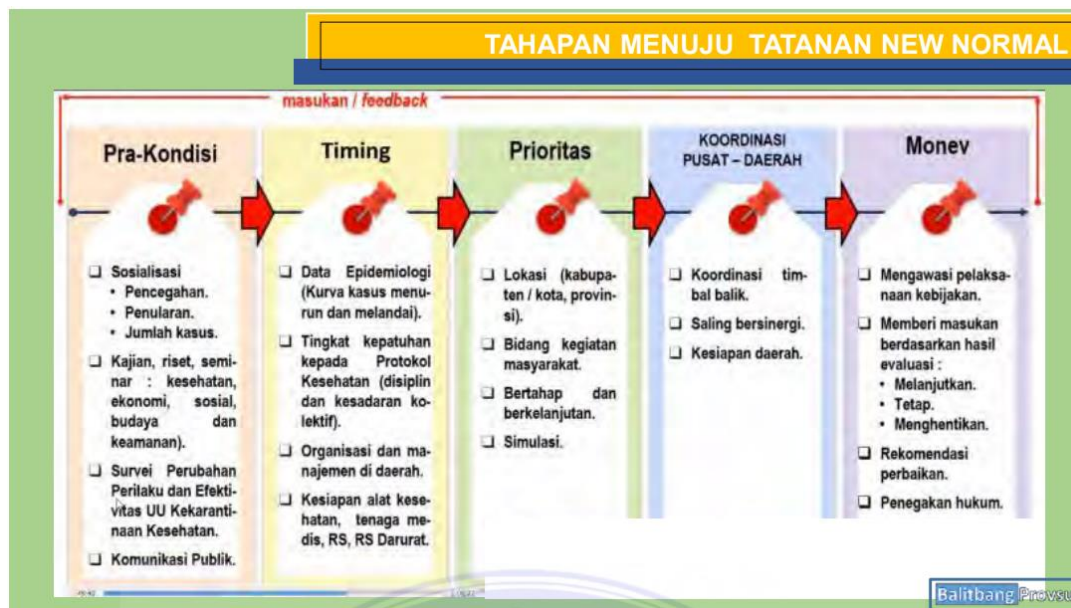 TAHAPAN MENUJU TATANAN NEW NORMAL
masukan / feedback
Pra-Kondisi
❑ Sosialisasi
• Pencegahan.
• Penularan.
• Jumlah kasus.
❑ Kajian, riset, semi-
nar : kesehatan,
ekonomi, sosial,
budaya dan
keamanan).
❑ Survei Perubahan
Perilaku dan Efekti-
vitas UU Kekaranti-
naan Kesehatan.
❑ Komunikasi Publik.
Timing
❑ Data Epidemiologi
(Kurva kasus menu-
run dan melandai).
❑ Tingkat kepatuhan
kepada Protokol
Kesehatan (disiplin
dan kesadaran ko-
lektif).
❑ Organisasi dan ma-
najemen di daerah.
❑ Kesiapan alat kese-
hatan, tenaga me-
dis, RS, RS Darurat.
Prioritas
❑ Lokasi (kabupa-
ten / kota, provin-
si).
❑ Bidang kegiatan
masyarakat.
❑ Bertahap dan
berkelanjutan.
❑ Simulasi.
KOORDINASI
PUSAT – DAERAH
❑ Koordinasi tim-
bal balik.
❑ Saling bersinergi.
❑ Kesiapan daerah.
Monev
❑ Mengawasi pelaksa-
naan kebijakan.
❑ Memberi masukan
berdasarkan hasil
evaluasi :
• Melanjutkan.
• Tetap.
• Menghentikan.
❑ Rekomendasi
perbaikan.
❑ Penegakan hukum.
Balitbang Provsu